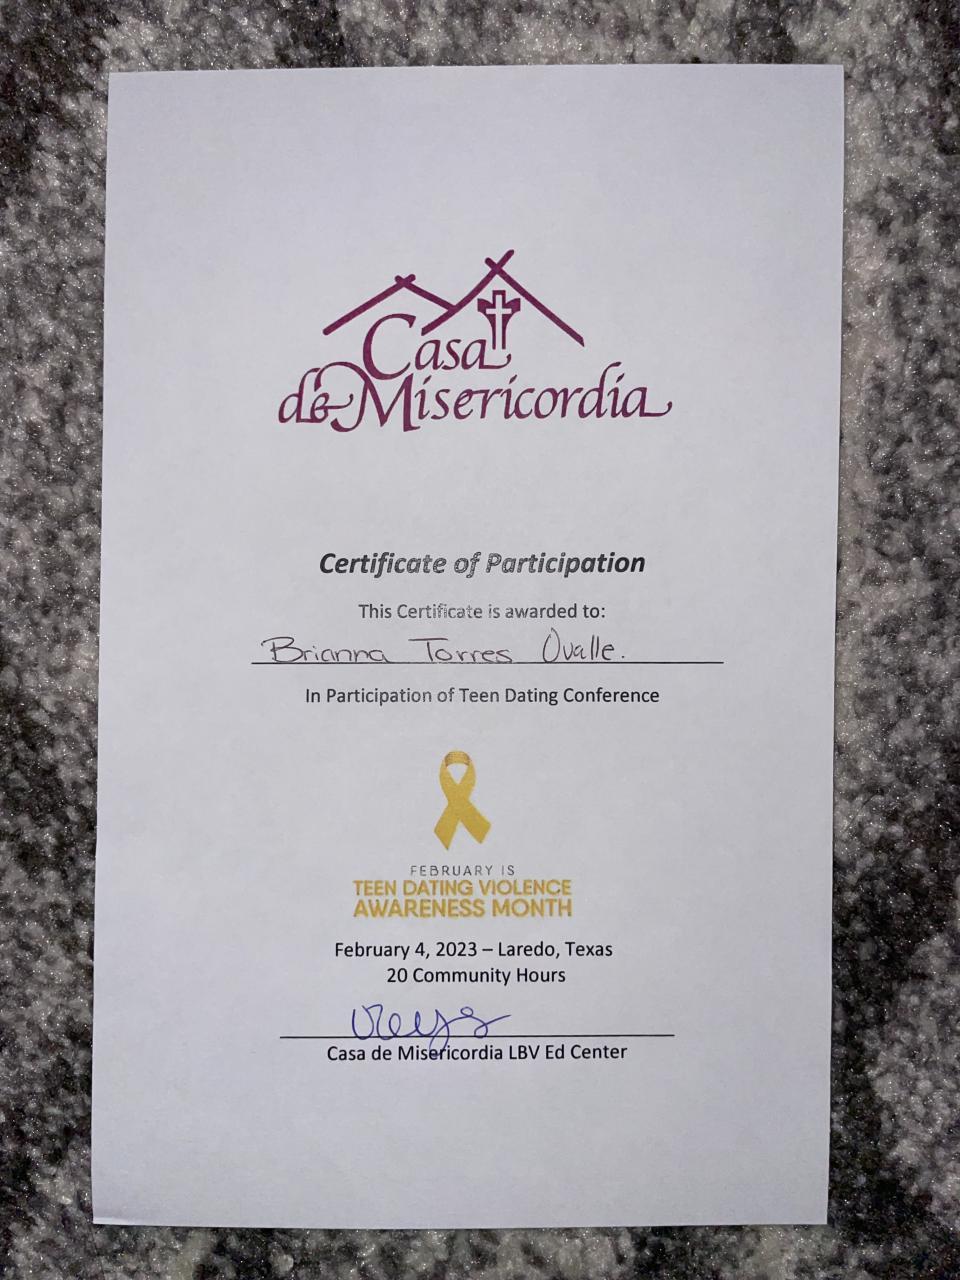 Casa
de Misericordia
Certificate of Participation
This Certificate is awarded to:
Brianna Torres Ovalle.
In Participation of Teen Dating Conference
FEBRUARY IS
TEEN DATING VIOLENCE
AWARENESS MONTH
February 4, 2023 – Laredo, Texas
20 Community Hours
Casa de Misericordia LBV Ed Center